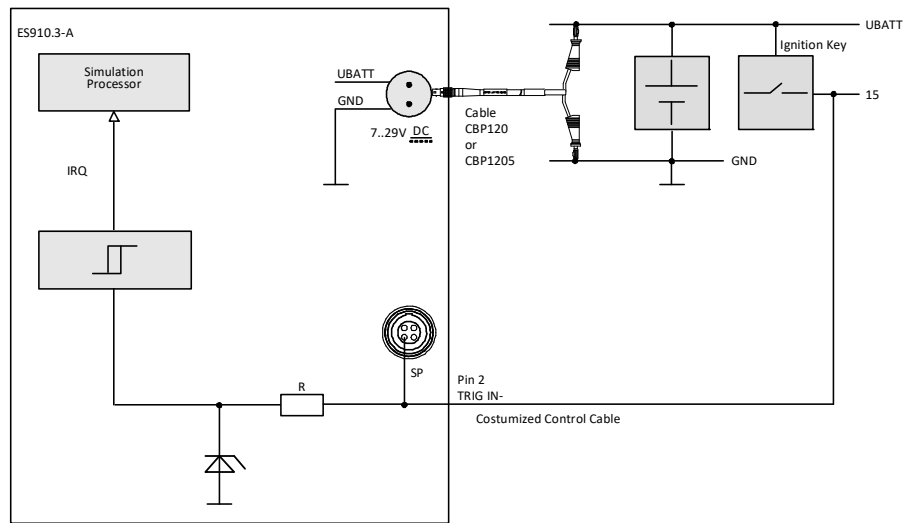 ES910.3-A
Simulation
Processor
IRQ
UBATT
GND
7..29V DC
Cable
CBP120
or
CBP1205
UBATT
Ignition Key
15
GND
SP
R
Pin 2
TRIG IN-
Costumized Control Cable